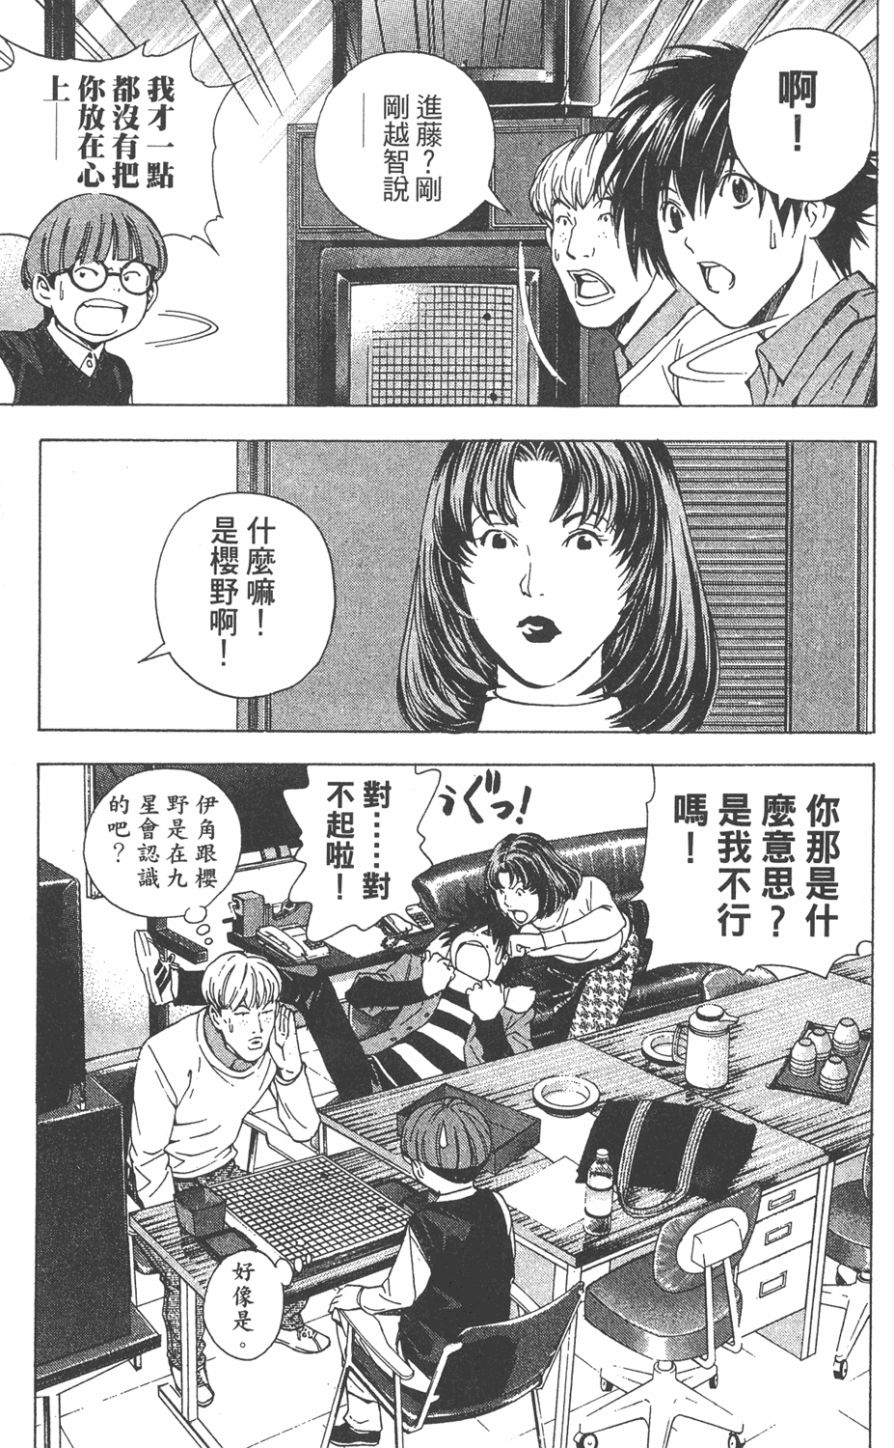 啊！
進藤？剛
剛越智說
——
我才一點
都沒有把
你放在心
上——
什麼嘛！
是櫻野啊！
你那是什
麼意思？
是我不行
嗎！
うぐっ！
對……對
不起啦！
伊角跟櫻
野是在九
星會認識
的吧？
好像是。